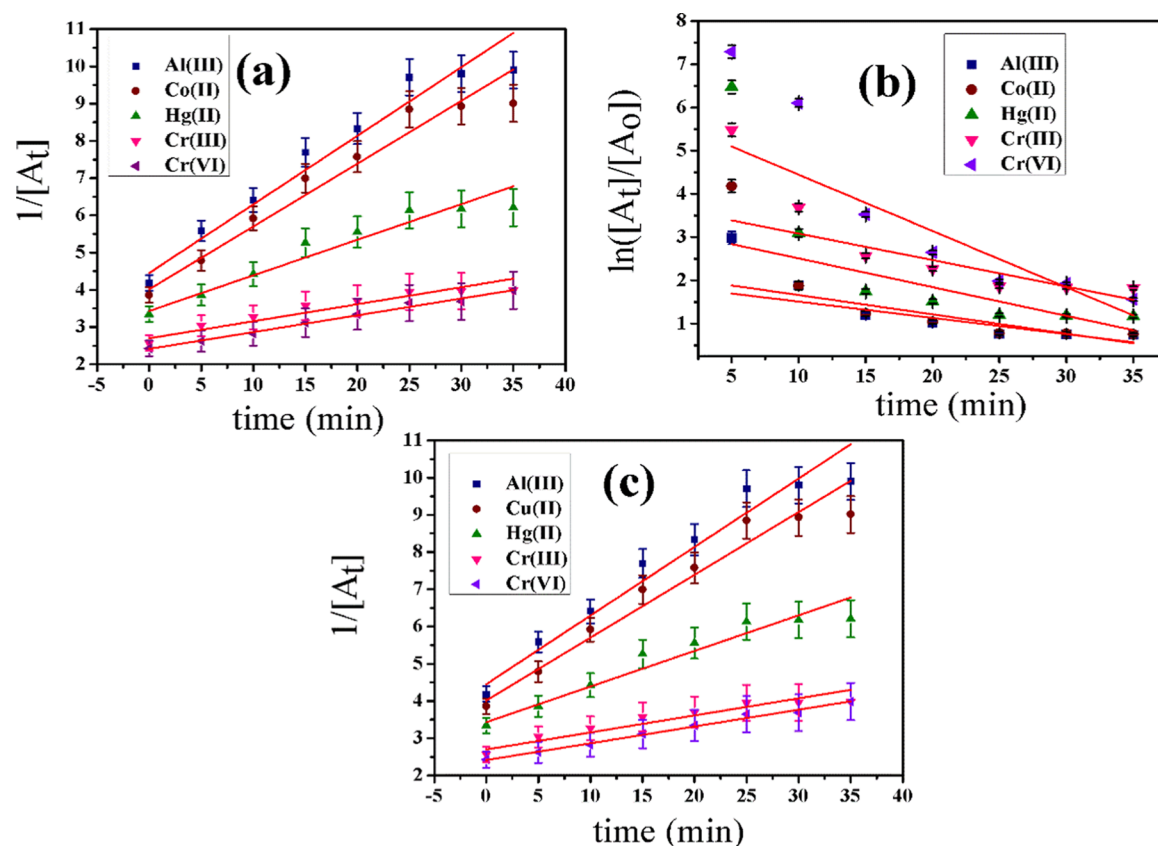 (a)
Al(III)
Co(II)
Hg(II)
Cr(III)
Cr(VI)
1/[At]
11
10
9
8
7
6
5
4
3
2
-5 0 5 10 15 20 25 30 35 40
time (min)
(b)
Al(III)
Co(II)
Hg(II)
Cr(III)
Cr(VI)
ln([At]/[Ao])
8
7
6
5
4
3
2
1
5 10 15 20 25 30 35
time (min)
(c)
Al(III)
Cu(II)
Hg(II)
Cr(III)
Cr(VI)
1/[At]
11
10
9
8
7
6
5
4
3
2
-5 0 5 10 15 20 25 30 35 40
time (min)